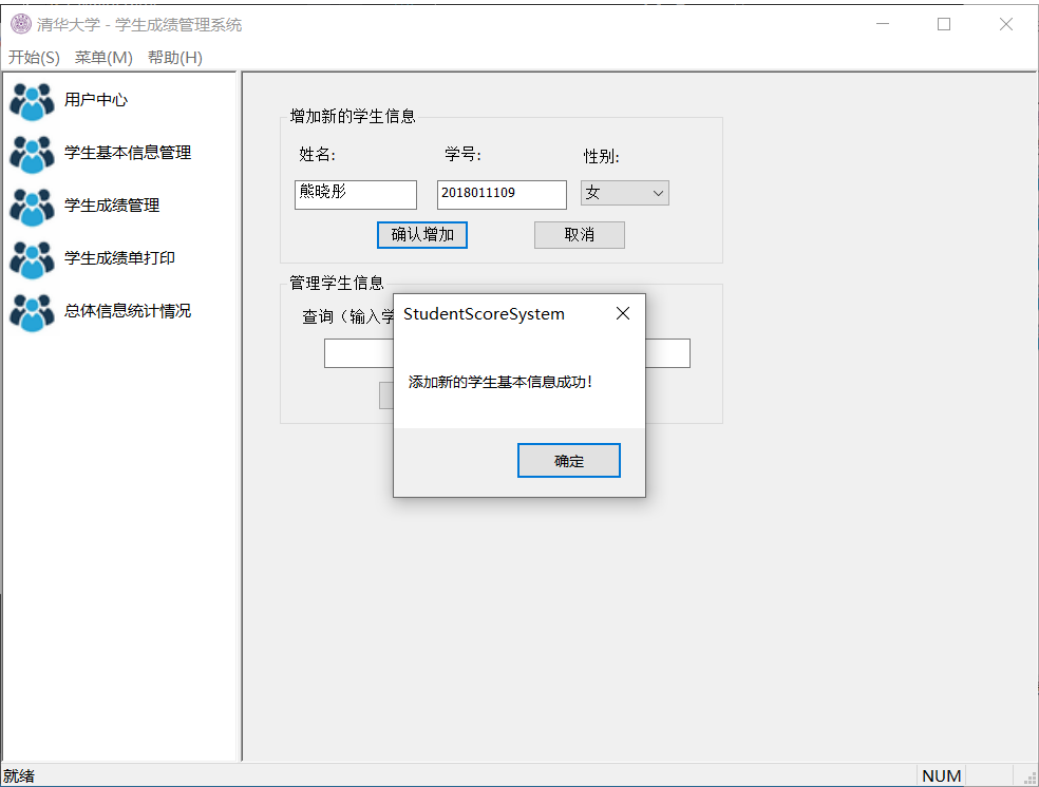 清华大学 - 学生成绩管理系统
开始(S) 菜单(M) 帮助(H)
用户中心
学生基本信息管理
学生成绩管理
学生成绩单打印
总体信息统计情况
增加新的学生信息
姓名: 学号: 性别:
熊晓彤 2018011109 女
确认增加 取消
管理学生信息
查询（输入学
StudentScoreSystem
添加新的学生基本信息成功！
确定
就绪 NUM